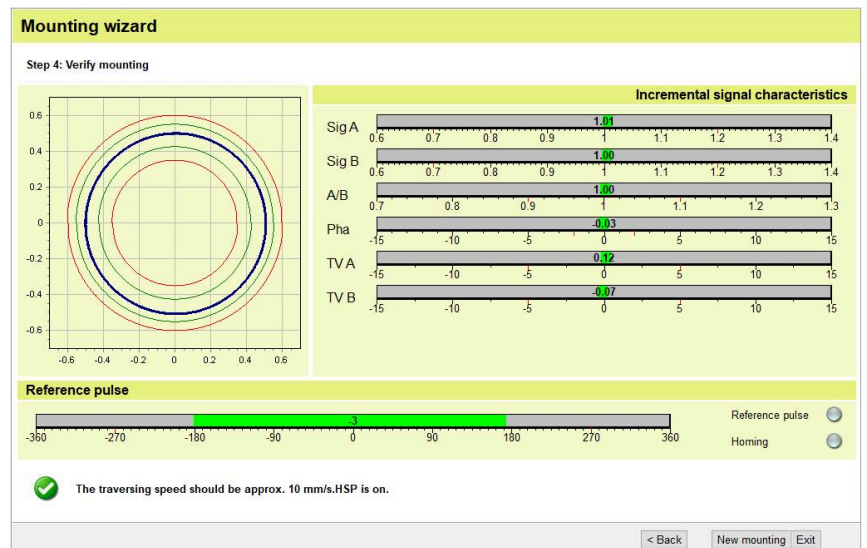 Mounting wizard
Step 4: Verify mounting
0.6
0.4
0.2
0
-0.2
-0.4
-0.6
-0.6 -0.4 -0.2 0 0.2 0.4 0.6
Incremental signal characteristics
Sig A 1.01
0.6 0.7 0.8 0.9 1 1.1 1.2 1.3 1.4
Sig B 1.00
0.6 0.7 0.8 0.9 1 1.1 1.2 1.3 1.4
A/B 1.00
0.7 0.8 0.9 1 1.1 1.2 1.3
Pha -0.03
-15 -10 -5 0 5 10 15
TV A 0.12
-15 -10 -5 0 5 10 15
TV B -0.07
-15 -10 -5 0 5 10 15
Reference pulse
-3
-360 -270 -180 -90 0 90 180 270 360
Reference pulse
Homing
The traversing speed should be approx. 10 mm/s.HSP is on.
< Back New mounting Exit